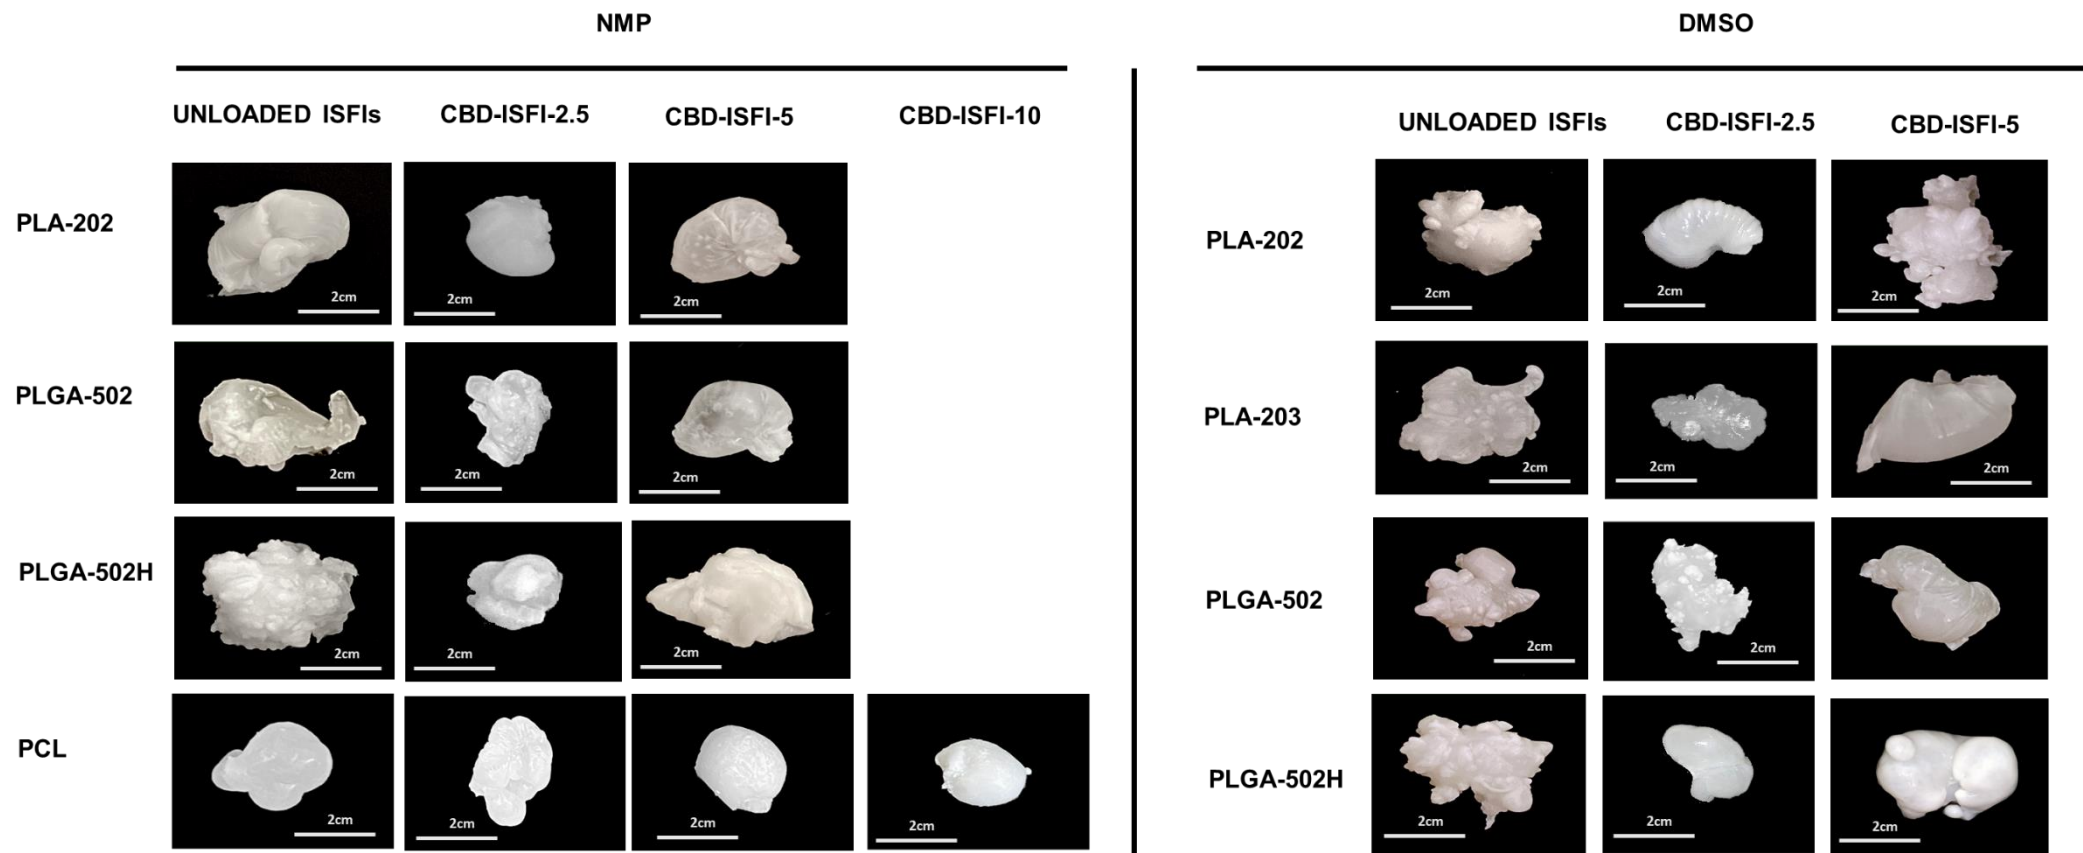 NMP
UNLOADED ISFIs CBD-ISFI-2.5 CBD-ISFI-5 CBD-ISFI-10
PLA-202
2cm 2cm 2cm
PLGA-502
2cm 2cm 2cm
PLGA-502H
2cm 2cm 2cm
PCL
2cm 2cm 2cm 2cm
DMSO
UNLOADED ISFIs CBD-ISFI-2.5 CBD-ISFI-5
PLA-202
2cm 2cm 2cm
PLA-203
2cm 2cm 2cm
PLGA-502
2cm 2cm
PLGA-502H
2cm 2cm 2cm